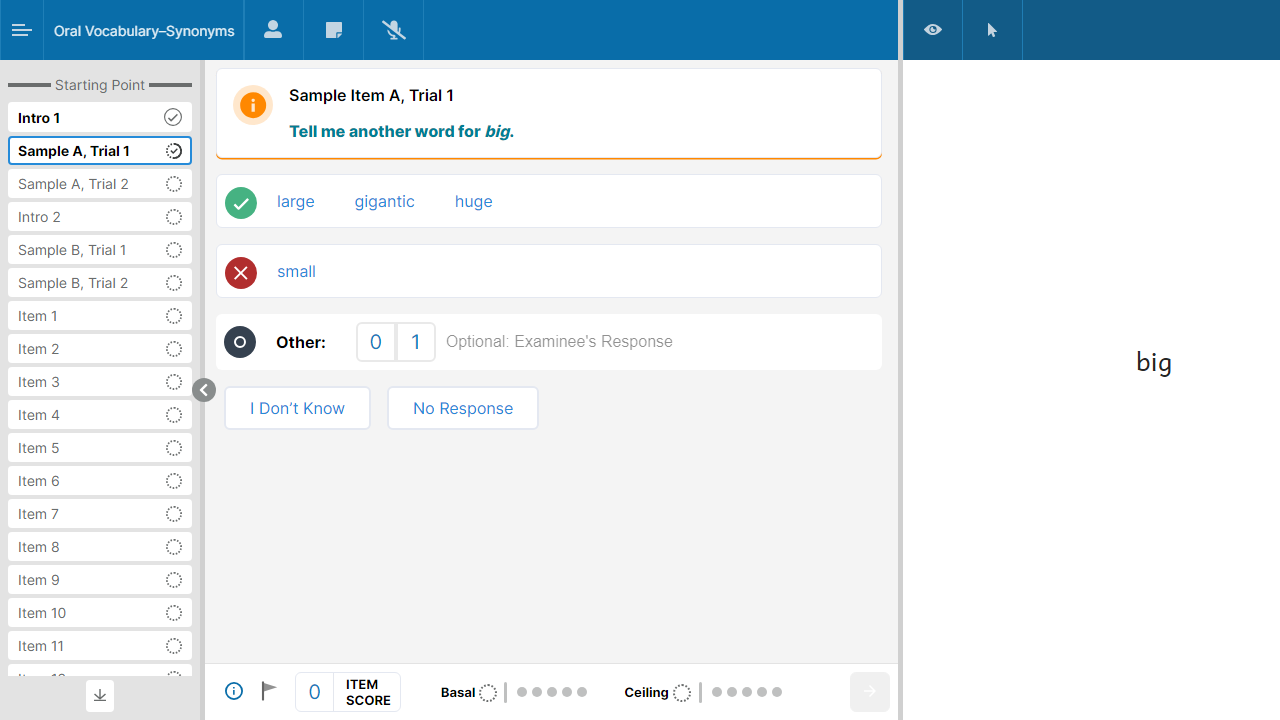 Oral Vocabulary–Synonyms
Starting Point
Intro 1
Sample A, Trial 1
Sample A, Trial 2
Intro 2
Sample B, Trial 1
Sample B, Trial 2
Item 1
Item 2
Item 3
Item 4
Item 5
Item 6
Item 7
Item 8
Item 9
Item 10
Item 11
Sample Item A, Trial 1
Tell me another word for big.
large gigantic huge
small
Other: 0 1 Optional: Examinee's Response
I Don’t Know No Response
0 ITEM SCORE Basal Ceiling
big